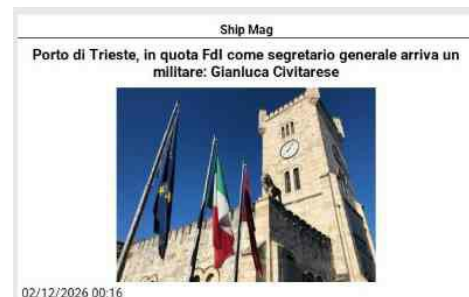 Ship Mag
Porto di Trieste, in quota FdI come segretario generale arriva un
militare: Gianluca Civitarese
02/12/2026 00:16